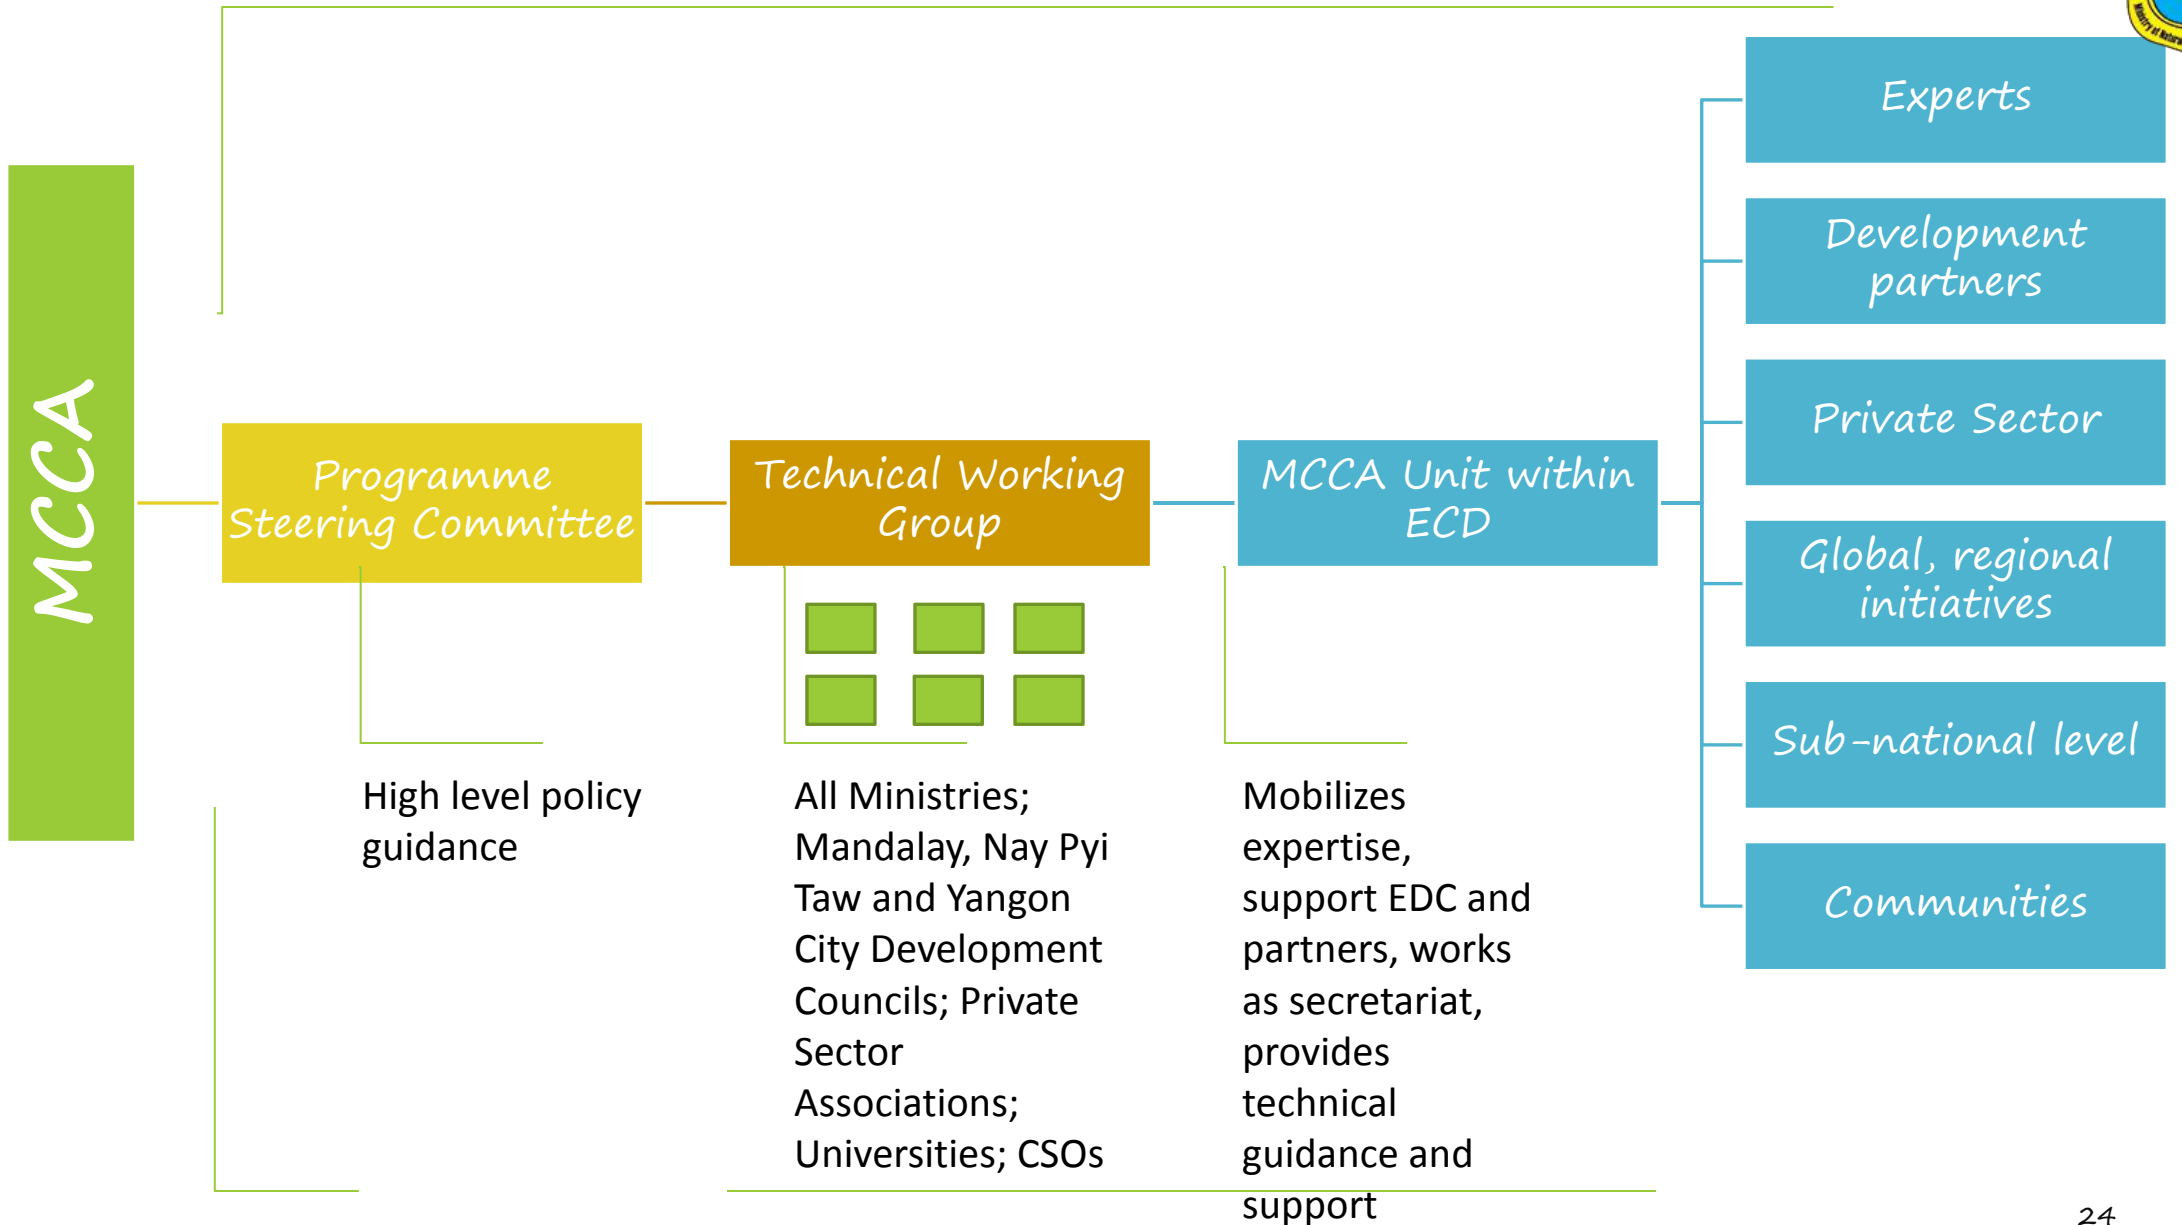 MCCA
Programme
Steering Committee
High level policy
guidance
Technical Working
Group
All Ministries;
Mandalay, Nay Pyi
Taw and Yangon
City Development
Councils; Private
Sector
Associations;
Universities; CSOs
MCCA Unit within
ECD
Mobilizes
expertise,
support EDC and
partners, works
as secretariat,
provides
technical
guidance and
support
Experts
Development
partners
Private Sector
Global, regional
initiatives
Sub-national level
Communities
Ministry of
24